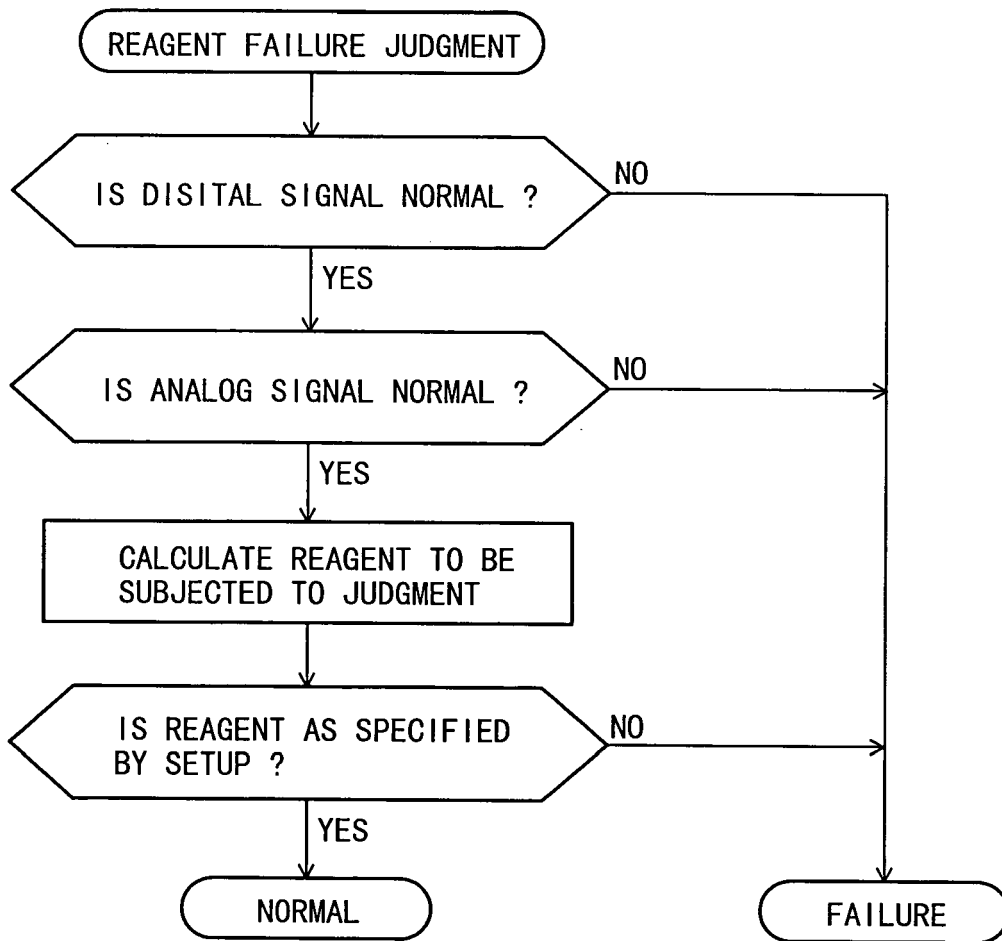 REAGENT FAILURE JUDGMENT
IS DISITAL SIGNAL NORMAL ?
NO
YES
IS ANALOG SIGNAL NORMAL ?
NO
YES
CALCULATE REAGENT TO BE
SUBJECTED TO JUDGMENT
IS REAGENT AS SPECIFIED
BY SETUP ?
NO
YES
NORMAL
FAILURE